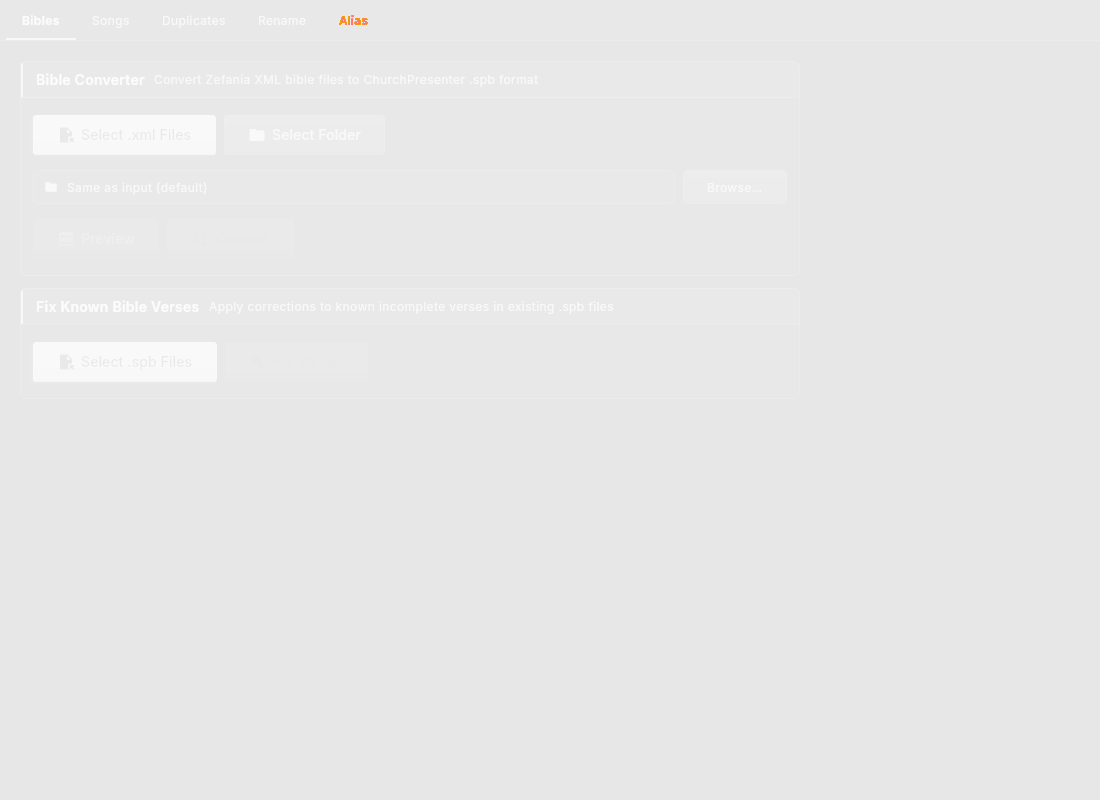 Bibles Songs Duplicates Rename Alias
Bible Converter Convert Zefania XML bible files to ChurchPresenter .spb format
Select .xml Files Select Folder
Same as input (default) Browse...
Preview
Fix Known Bible Verses Apply corrections to known incomplete verses in existing .spb files
Select .spb Files